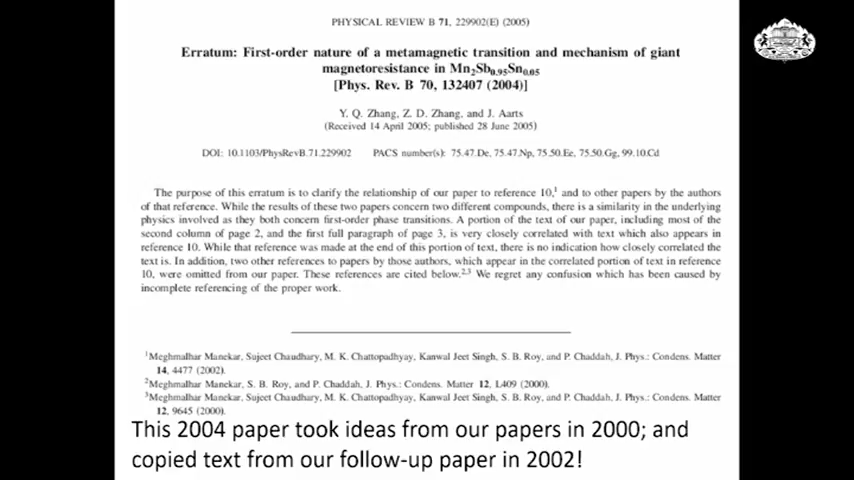 PHYSICAL REVIEW B 71, 229902(E) (2005)
Erratum: First-order nature of a metamagnetic transition and mechanism of giant
magnetoresistance in Mn₂Sb₀.₉₅Sn₀.₀₅
[Phys. Rev. B 70, 132407 (2004)]
Y. Q. Zhang, Z. D. Zhang, and J. Aarts
(Received 14 April 2005; published 28 June 2005)
DOI: 10.1103/PhysRevB.71.229902 PACS number(s): 75.47.De, 75.47.Np, 75.50.Ee, 75.50.Gg, 99.10.Cd
The purpose of this erratum is to clarify the relationship of our paper to reference 10,¹ and to other papers by the authors
of that reference. While the results of these two papers concern two different compounds, there is a similarity in the underlying
physics involved as they both concern first-order phase transitions. A portion of the text of our paper, including most of the
second column of page 2, and the first full paragraph of page 3, is very closely correlated with text which also appears in
reference 10. While that reference was made at the end of this portion of text, there is no indication how closely correlated the
text is. In addition, two other references to papers by those authors, which appear in the correlated portion of text in reference
10, were omitted from our paper. These references are cited below.²,³ We regret any confusion which has been caused by
incomplete referencing of the proper work.
¹Meghmalhar Manekar, Sujeet Chaudhary, M. K. Chattopadhyay, Kanwal Jeet Singh, S. B. Roy, and P. Chaddah, J. Phys.: Condens. Matter
14, 4477 (2002).
²Meghmalhar Manekar, S. B. Roy, and P. Chaddah, J. Phys.: Condens. Matter 12, L409 (2000).
³Meghmalhar Manekar, Sujeet Chaudhary, M. K. Chattopadhyay, Kanwal Jeet Singh, S. B. Roy, and P. Chaddah, J. Phys.: Condens. Matter
12, 9645 (2000).
This 2004 paper took ideas from our papers in 2000; and
copied text from our follow-up paper in 2002!